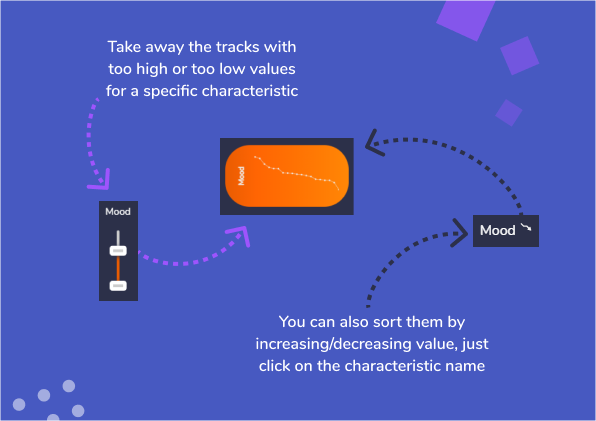 Take away the tracks with
too high or too low values
for a specific characteristic
Mood
Mood
Mood
You can also sort them by
increasing/decreasing value, just
click on the characteristic name